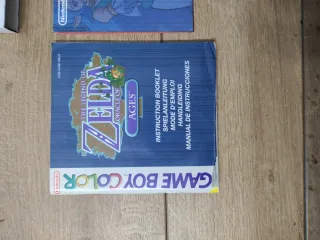 Nintendo
THE LEGEND OF
ZELDA
ORACLE OF
AGES
INSTRUCTION BOOKLET
SPIELANLEITUNG
MODE D'EMPLOI
HANDLEIDING
MANUAL DE INSTRUCCIONES
GAME BOY COLOR